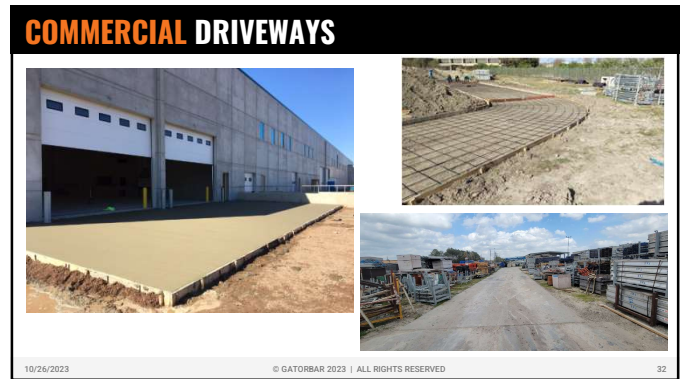 COMMERCIAL DRIVEWAYS
10/26/2023
© GATORBAR 2023 | ALL RIGHTS RESERVED
32